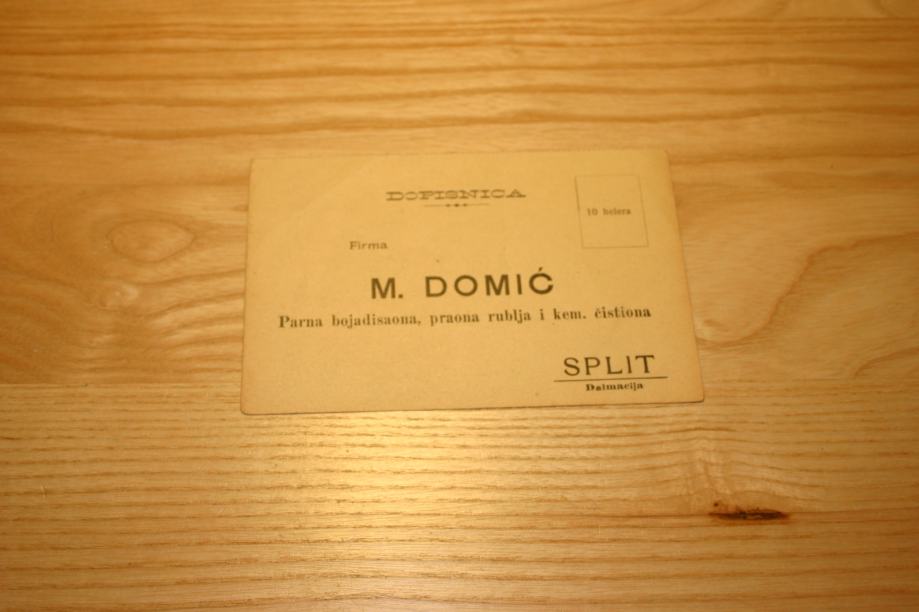 DOPISNICA
10 helera
Firma
M. DOMIĆ
Parna bojadisaona, praona rublja i kem. čistiona
SPLIT
Dalmacija